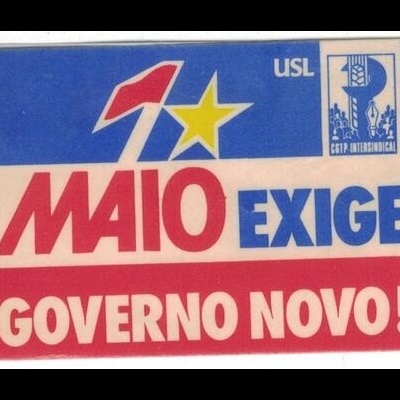 USL
CGTP-INTERSINDICAL
1
MAIO EXIGE
GOVERNO NOVO!